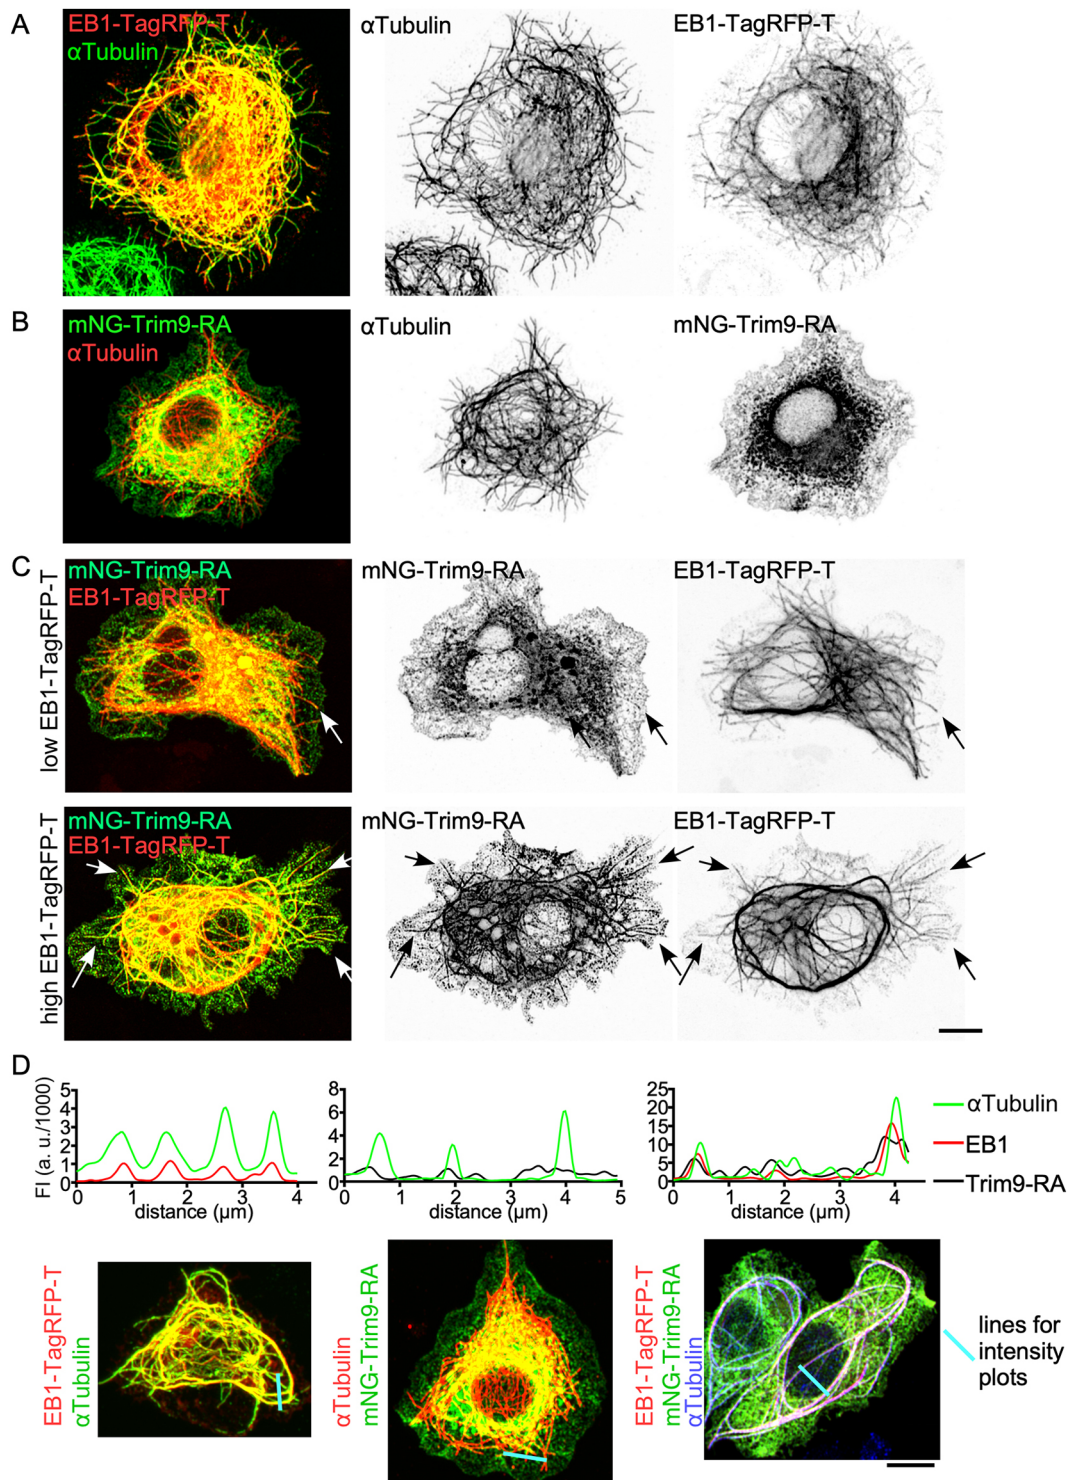 A
EB1-TagRFP-T
αTubulin
αTubulin
EB1-TagRFP-T
B
mNG-Trim9-RA
αTubulin
αTubulin
mNG-Trim9-RA
C
low EB1-TagRFP-T
mNG-Trim9-RA
EB1-TagRFP-T
mNG-Trim9-RA
EB1-TagRFP-T
high EB1-TagRFP-T
mNG-Trim9-RA
EB1-TagRFP-T
mNG-Trim9-RA
EB1-TagRFP-T
D
FI (a. u./1000)
5
4
3
2
1
0
0 1 2 3 4
distance (µm)
8
6
4
2
0
0 1 2 3 4 5
distance (µm)
25
20
15
10
5
0
0 1 2 3 4
distance (µm)
αTubulin
EB1
Trim9-RA
EB1-TagRFP-T
αTubulin
αTubulin
mNG-Trim9-RA
EB1-TagRFP-T
mNG-Trim9-RA
αTubulin
lines for
intensity
plots